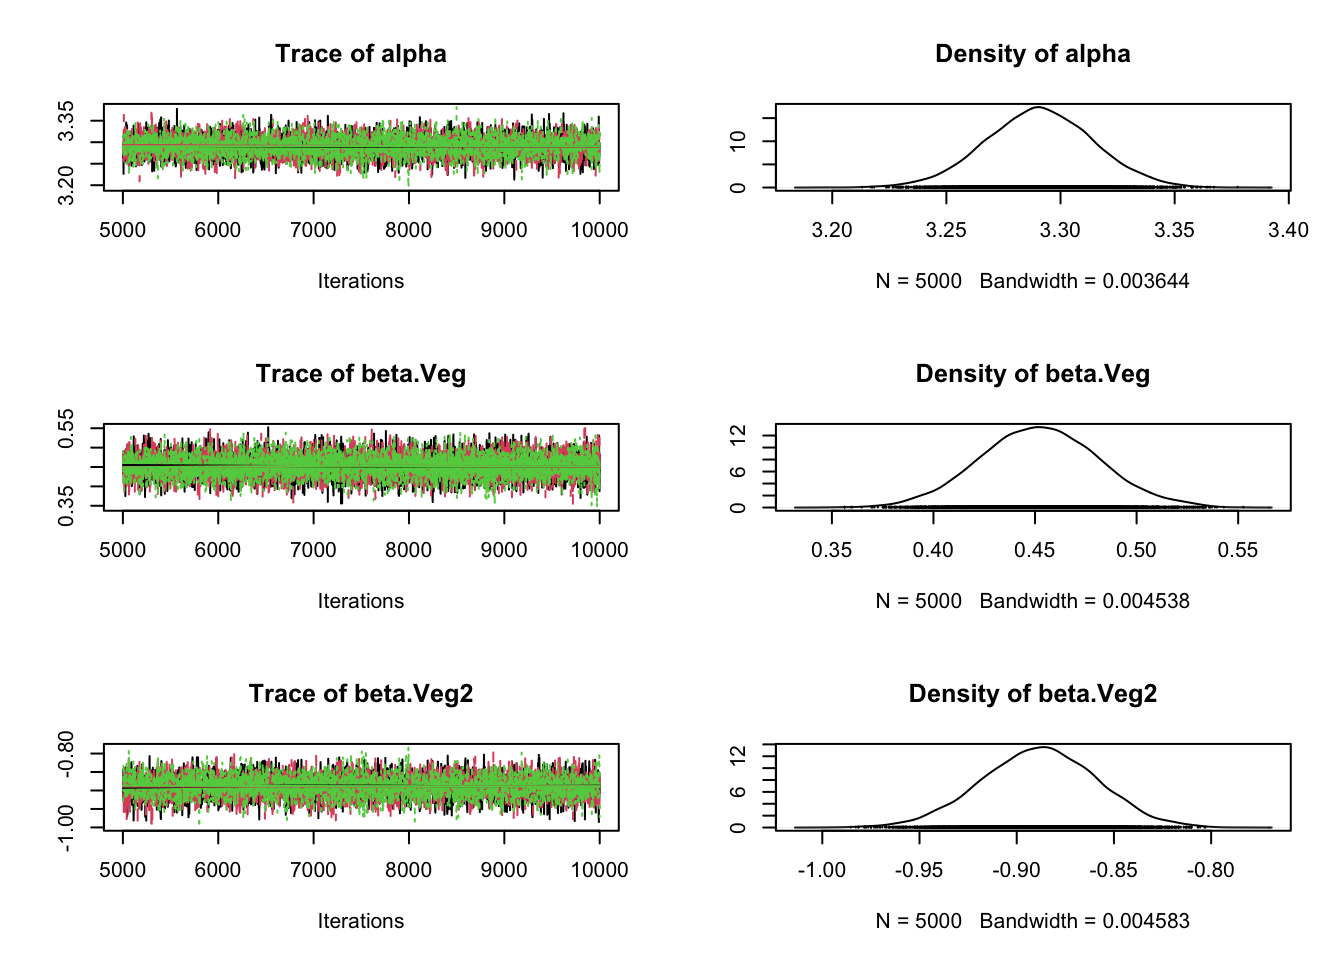 Trace of alpha
3.35
3.20
5000 6000 7000 8000 9000 10000
Iterations
Density of alpha
10
0
3.20 3.25 3.30 3.35 3.40
N = 5000 Bandwidth = 0.003644
Trace of beta.Veg
0.55
0.35
5000 6000 7000 8000 9000 10000
Iterations
Density of beta.Veg
12
6
0
0.35 0.40 0.45 0.50 0.55
N = 5000 Bandwidth = 0.004538
Trace of beta.Veg2
-0.80
-1.00
5000 6000 7000 8000 9000 10000
Iterations
Density of beta.Veg2
12
6
0
-1.00 -0.95 -0.90 -0.85 -0.80
N = 5000 Bandwidth = 0.004583